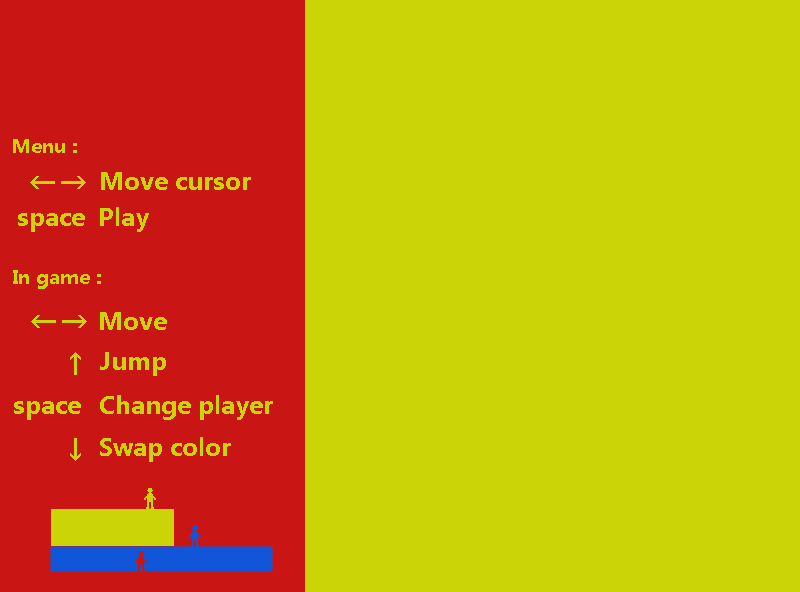 Menu :
←→ Move cursor
space Play
In game :
←→ Move
↑ Jump
space Change player
↓ Swap color